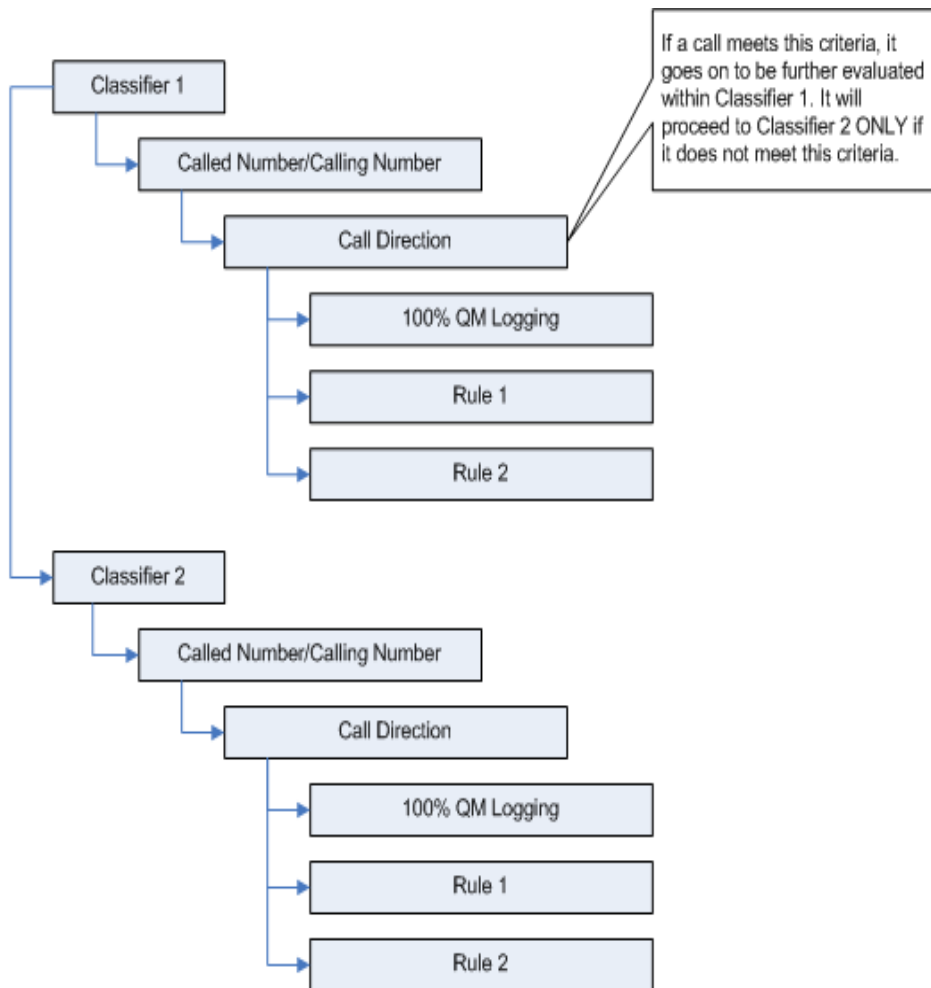 Classifier 1
If a call meets this criteria, it
goes on to be further evaluated
within Classifier 1. It will
proceed to Classifier 2 ONLY if
it does not meet this criteria.
Called Number/Calling Number
Call Direction
100% QM Logging
Rule 1
Rule 2
Classifier 2
Called Number/Calling Number
Call Direction
100% QM Logging
Rule 1
Rule 2